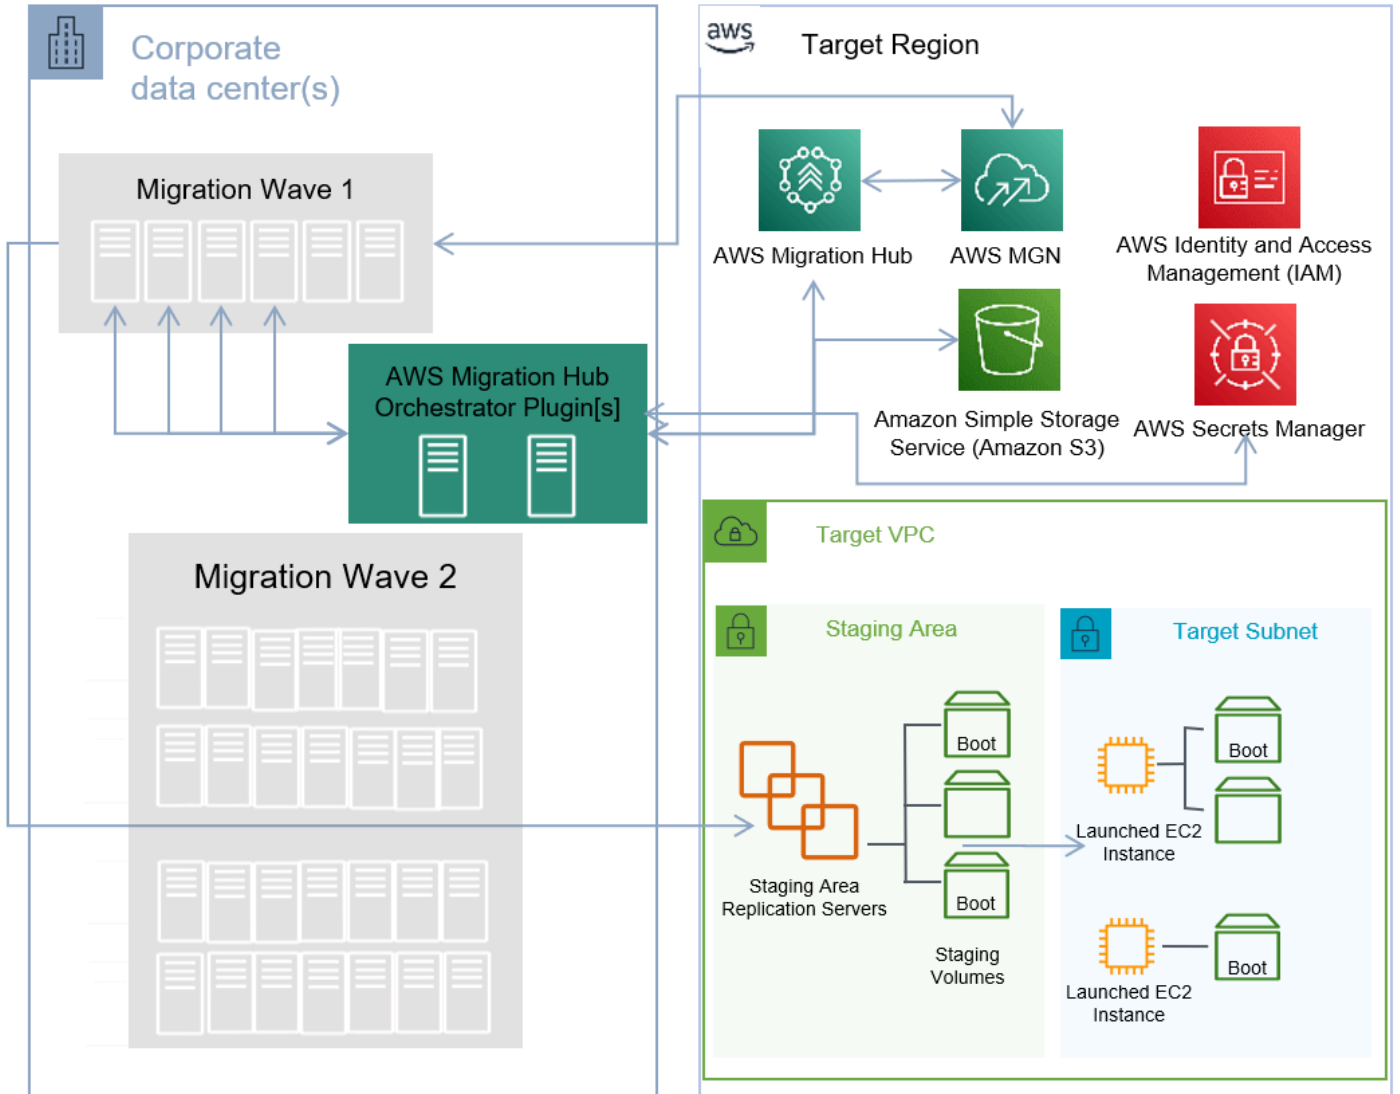 Corporate
data center(s)
Migration Wave 1
AWS Migration Hub
Orchestrator Plugin[s]
Migration Wave 2
aws
Target Region
AWS Migration Hub
AWS MGN
AWS Identity and Access
Management (IAM)
Amazon Simple Storage
Service (Amazon S3)
AWS Secrets Manager
Target VPC
Staging Area
Target Subnet
Boot
Boot
Boot
Launched EC2
Instance
Staging Area
Replication Servers
Staging
Volumes
Boot
Launched EC2
Instance